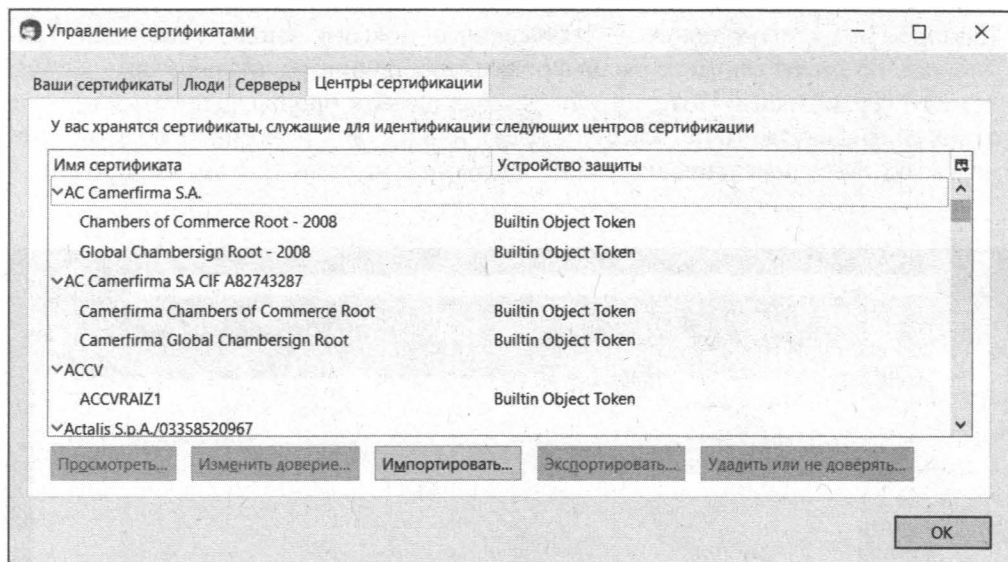 Управление сертификатами
Ваши сертификаты Люди Серверы Центры сертификации
У вас хранятся сертификаты, служащие для идентификации следующих центров сертификации
Имя сертификата Устройство защиты
AC Camerfirma S.A.
Chambers of Commerce Root - 2008 Builtin Object Token
Global Chambersign Root - 2008 Builtin Object Token
AC Camerfirma SA CIF A82743287
Camerfirma Chambers of Commerce Root Builtin Object Token
Camerfirma Global Chambersign Root Builtin Object Token
ACCV
ACCVRAIZ1 Builtin Object Token
Actalis S.p.A./03358520967
Просмотреть... Изменить доверие... Импортировать... Экспортировать... Удалить или не доверять...
OK